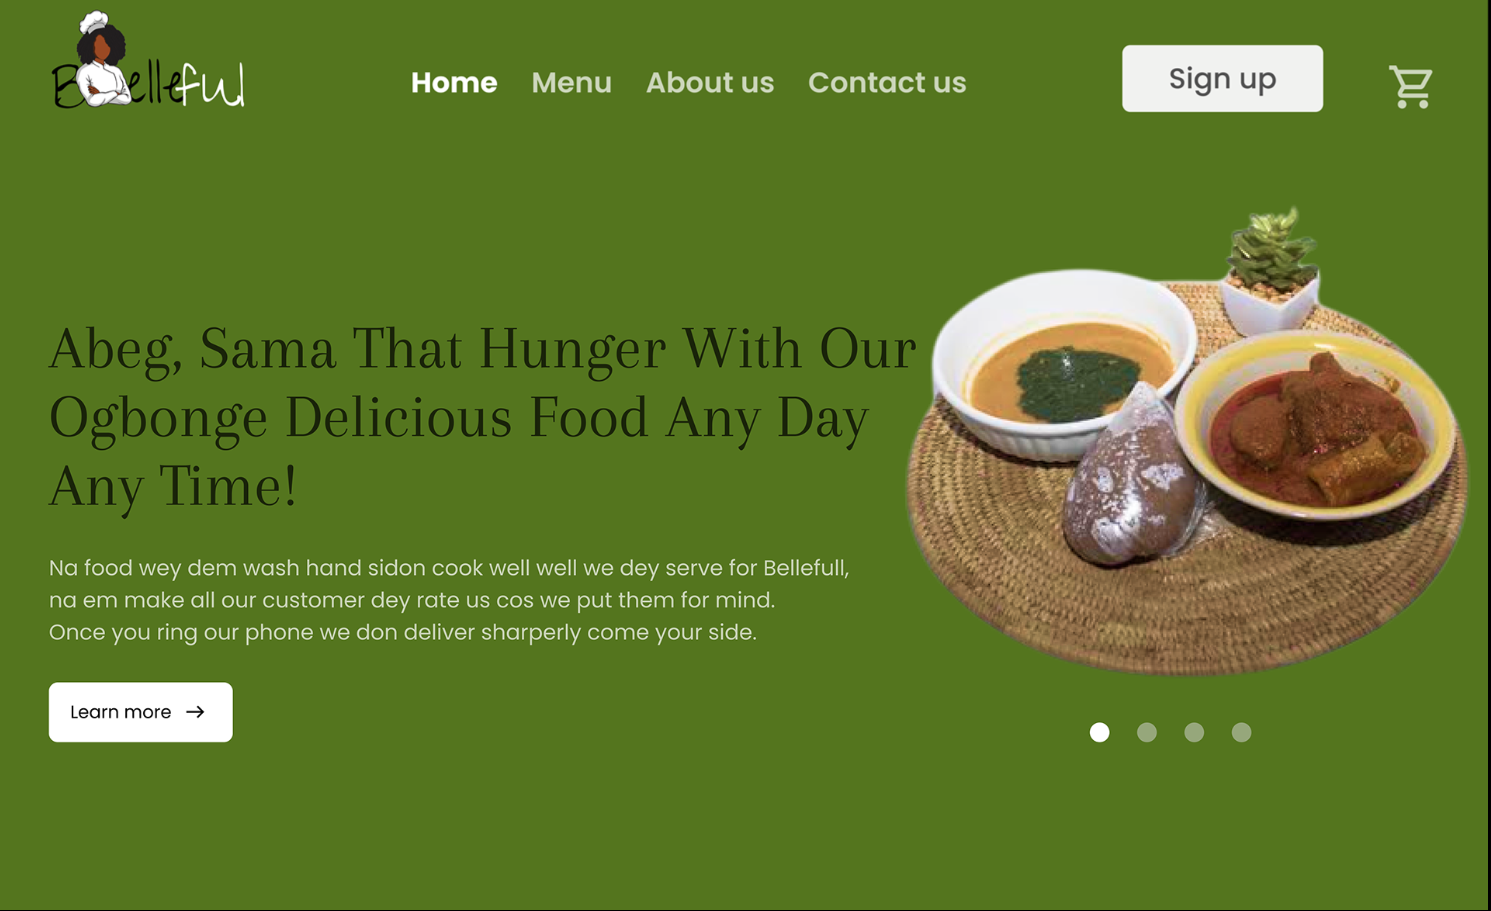 Belleful
Home Menu About us Contact us
Sign up
Abeg, Sama That Hunger With Our
Ogbonge Delicious Food Any Day
Any Time!
Na food wey dem wash hand sidon cook well well we dey serve for Bellefull,
na em make all our customer dey rate us cos we put them for mind.
Once you ring our phone we don deliver sharperly come your side.
Learn more →